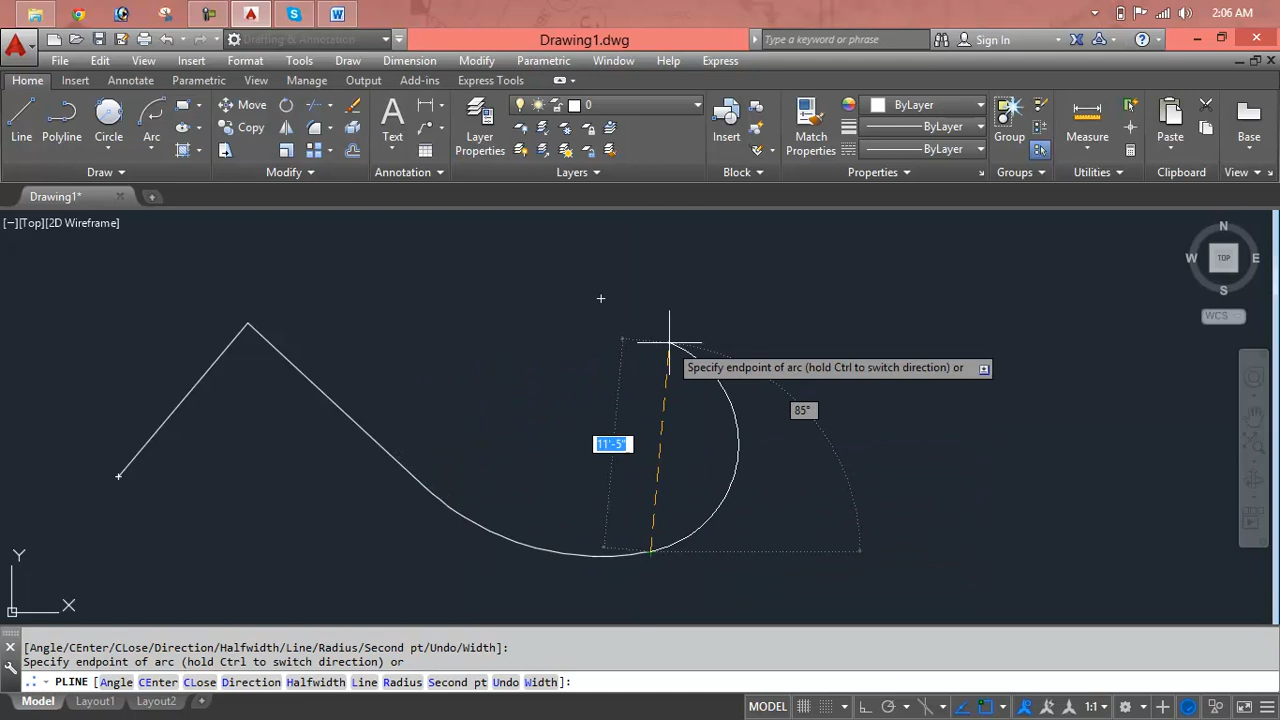 2:06 AM
Drafting & Annotation
Drawing1.dwg
Type a keyword or phrase
Sign In
File Edit View Insert Format Tools Draw Dimension Modify Parametric Window Help Express
Home Insert Annotate Parametric View Manage Output Add-ins Express Tools
Line Polyline Circle Arc
Move
Copy
Text
Layer Properties
0
Insert
Match Properties
ByLayer
ByLayer
ByLayer
Group
Measure
Paste
Base
Draw Modify Annotation Layers Block Properties Groups Utilities Clipboard View
Drawing1*
[−][Top][2D Wireframe]
N
W TOP E
S
WCS
Specify endpoint of arc (hold Ctrl to switch direction) or
85°
11'-5"
Y
X
[Angle/CEnter/CLose/Direction/Halfwidth/Line/Radius/Second pt/Undo/Width]:
Specify endpoint of arc (hold Ctrl to switch direction) or
PLINE [Angle CEnter CLose Direction Halfwidth Line Radius Second pt Undo Width]:
Model Layout1 Layout2
MODEL
1:1